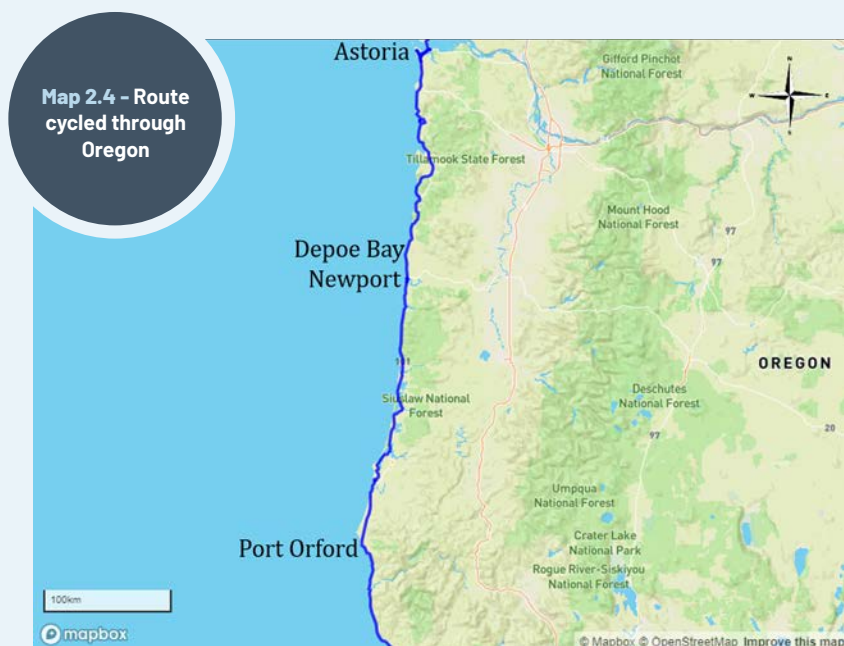 Map 2.4 - Route
cycled through
Oregon
Astoria
Gifford Pinchot
National Forest
N
W
E
S
Tillamook State Forest
Mount Hood
National Forest
97
97
Depoe Bay
Newport
101
OREGON
Siuslaw National
Forest
Deschutes
National Forest
97
20
Umpqua
National Forest
Port Orford
Crater Lake
National Park
Rogue River-Siskiyou
National Forest
100km
mapbox
© Mapbox © OpenStreetMap Improve this map